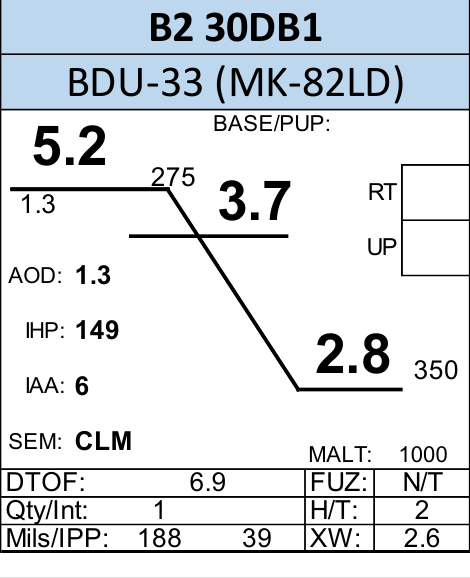 B2 30DB1
BDU-33 (MK-82LD)
BASE/PUP:
5.2
275
1.3
3.7
RT
UP
AOD: 1.3
IHP: 149
2.8
350
IAA: 6
SEM: CLM
MALT: 1000
DTOF: 6.9 FUZ: N/T
Qty/Int: 1 H/T: 2
Mils/IPP: 188 39 XW: 2.6